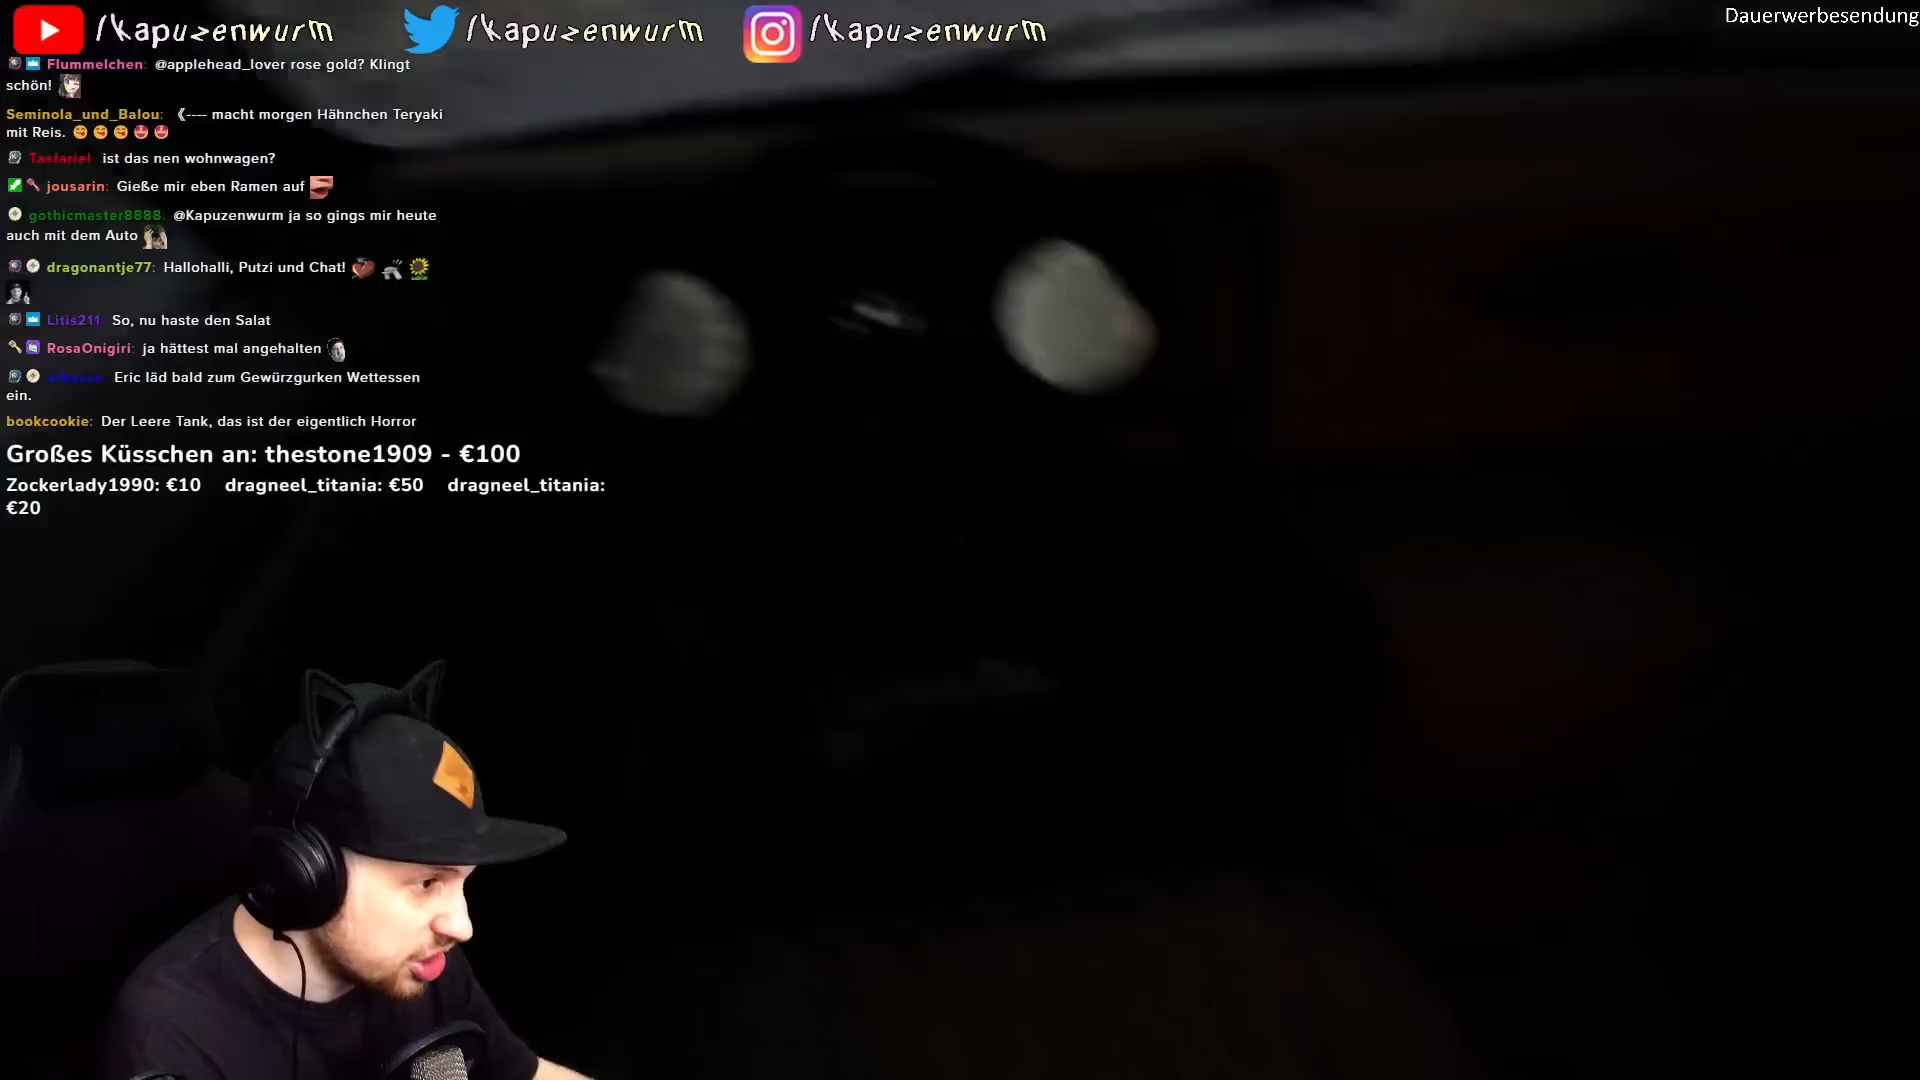 /kapuzenwurm /kapuzenwurm /kapuzenwurm
Dauerwerbesendung
Flummelchen: @applehead_lover rose gold? Klingt
schön!
Seminola_und_Balou: 《---- macht morgen Hähnchen Teryaki
mit Reis.
Tasfariel ist das nen wohnwagen?
jousarin: Gieße mir eben Ramen auf
gothicmaster8888: @Kapuzenwurm ja so gings mir heute
auch mit dem Auto
dragonantje77: Hallohalli, Putzi und Chat!
Litis211 So, nu haste den Salat
RosaOnigiri: ja hättest mal angehalten
Eric läd bald zum Gewürzgurken Wettessen
ein.
bookcookie: Der Leere Tank, das ist der eigentlich Horror
Großes Küsschen an: thestone1909 - €100
Zockerlady1990: €10 dragneel_titania: €50 dragneel_titania:
€20